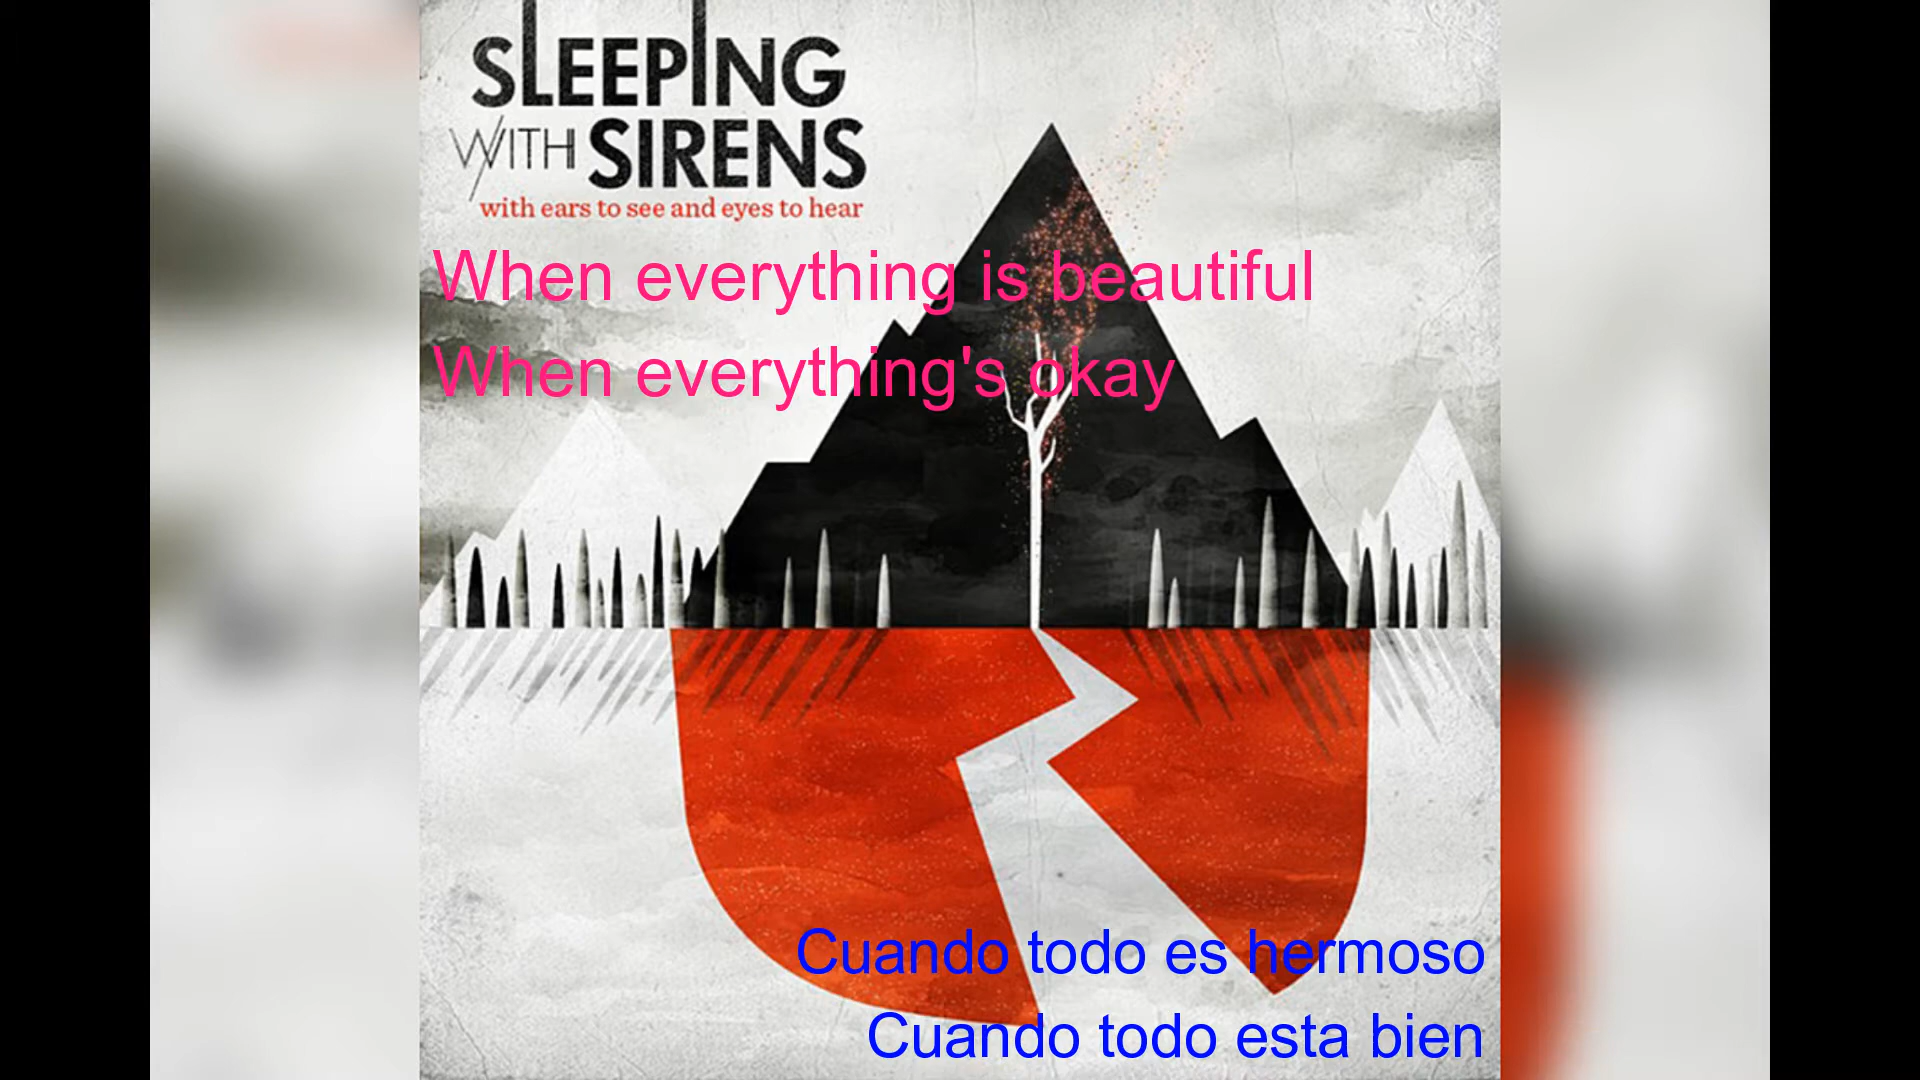 SLEEPING
WITH SIRENS
with ears to see and eyes to hear
When everything is beautiful
When everything's okay
Cuando todo es hermoso
Cuando todo esta bien